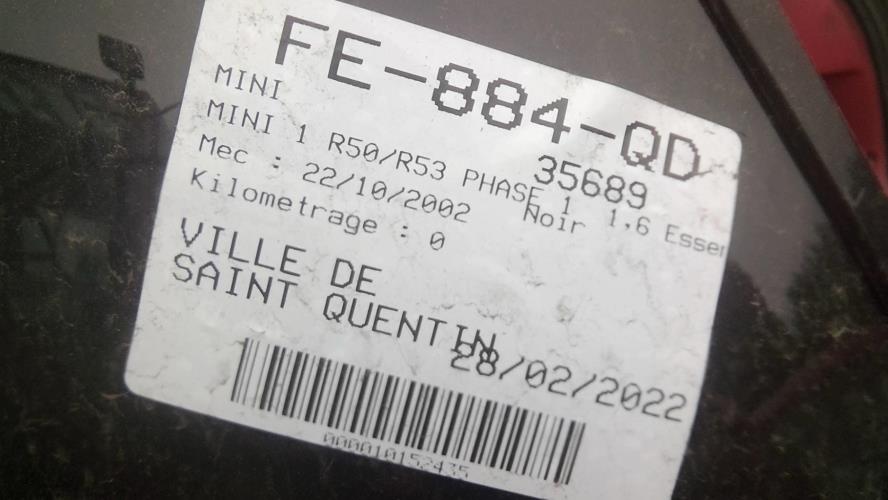 FE-884-QD
MINI 35689
MINI 1 R50/R53 PHASE 1 1,6 Essen
Mec : 22/10/2002 Noir
Kilometrage : 0
VILLE DE
SAINT QUENTIN
28/02/2022
000010152435